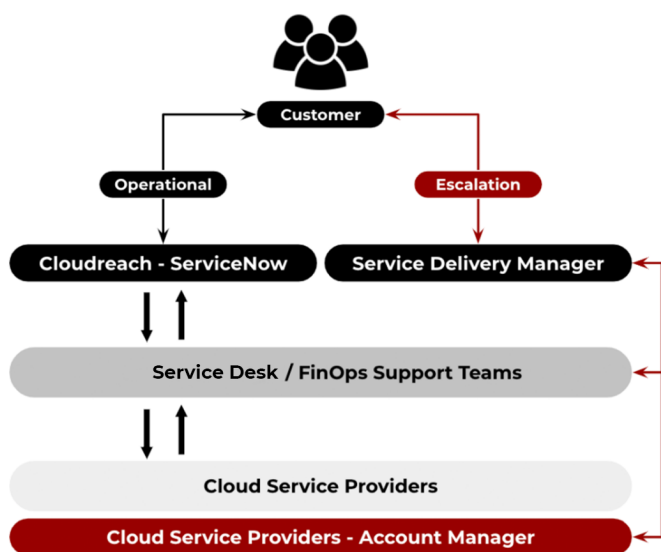 Customer
Operational
Escalation
Cloudreach - ServiceNow
Service Delivery Manager
Service Desk / FinOps Support Teams
Cloud Service Providers
Cloud Service Providers - Account Manager